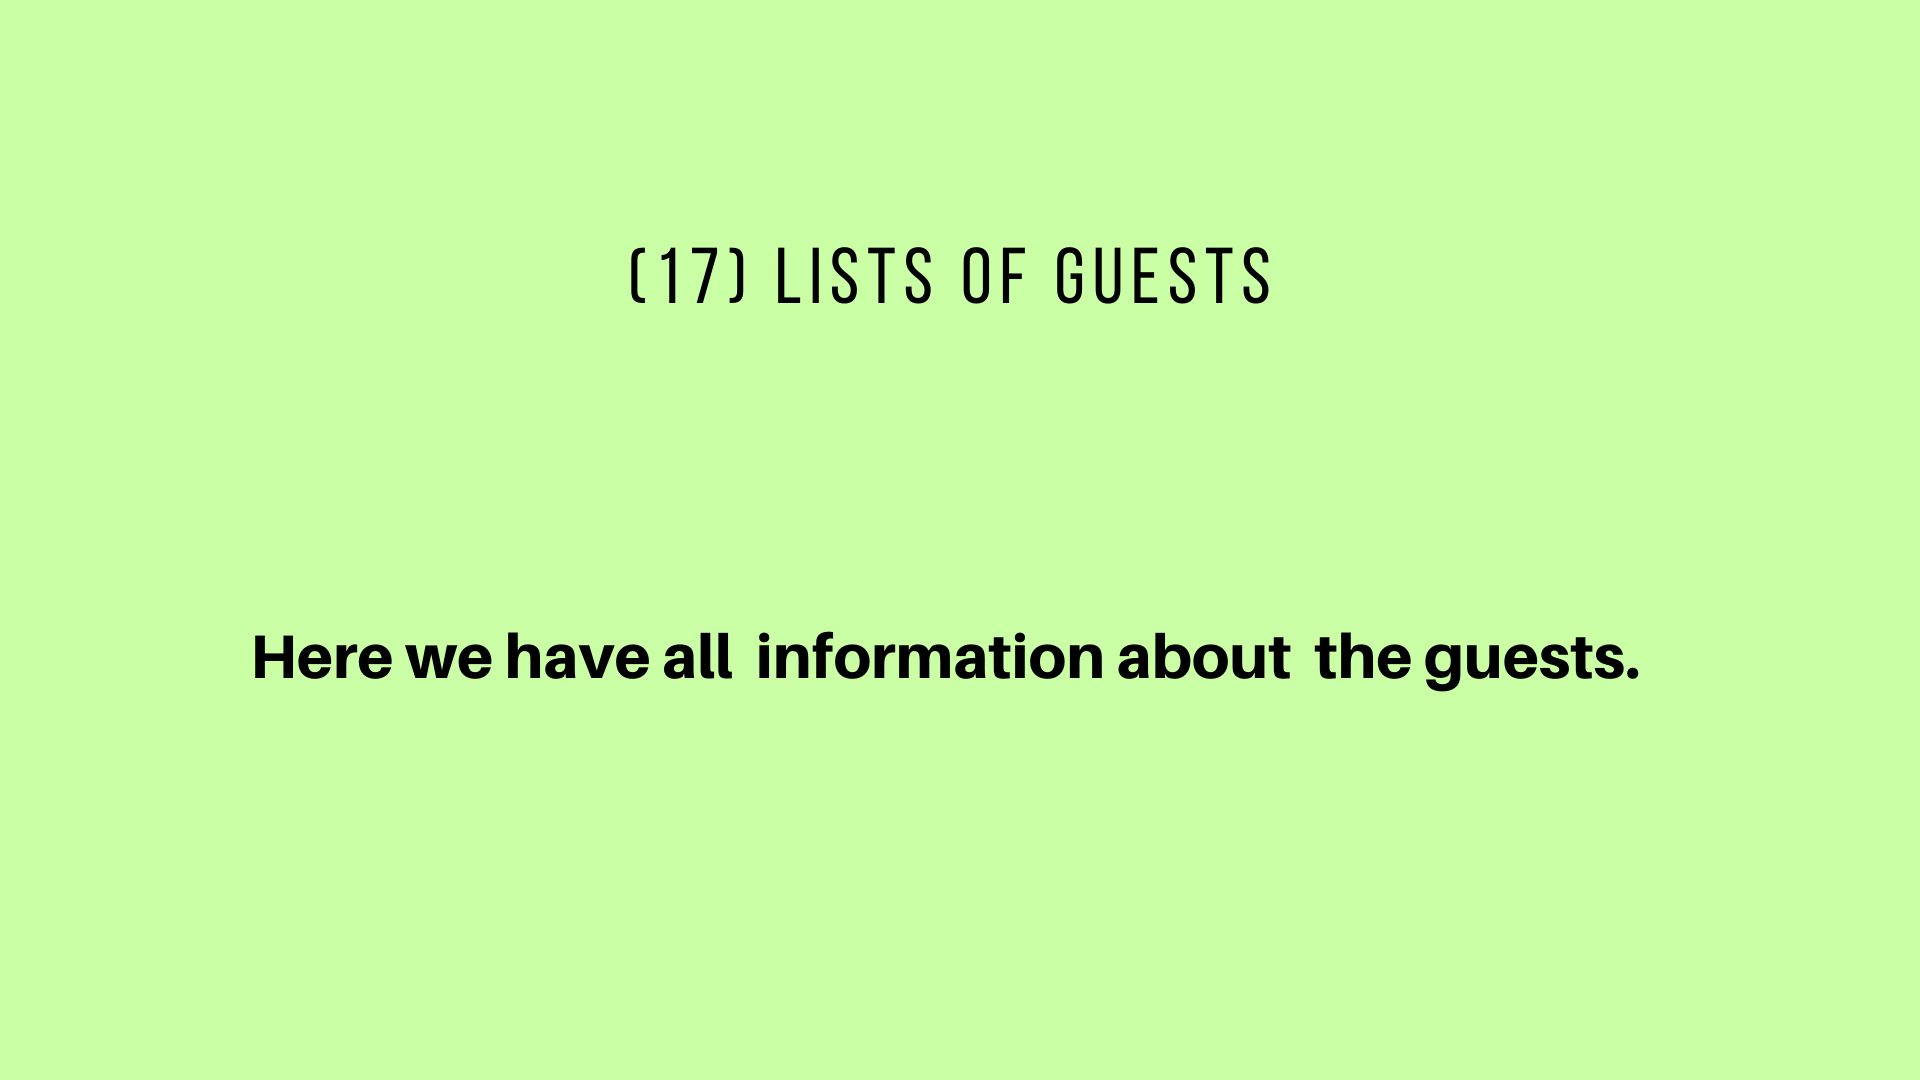 (17) LISTS OF GUESTS
Here we have all  information about  the guests.